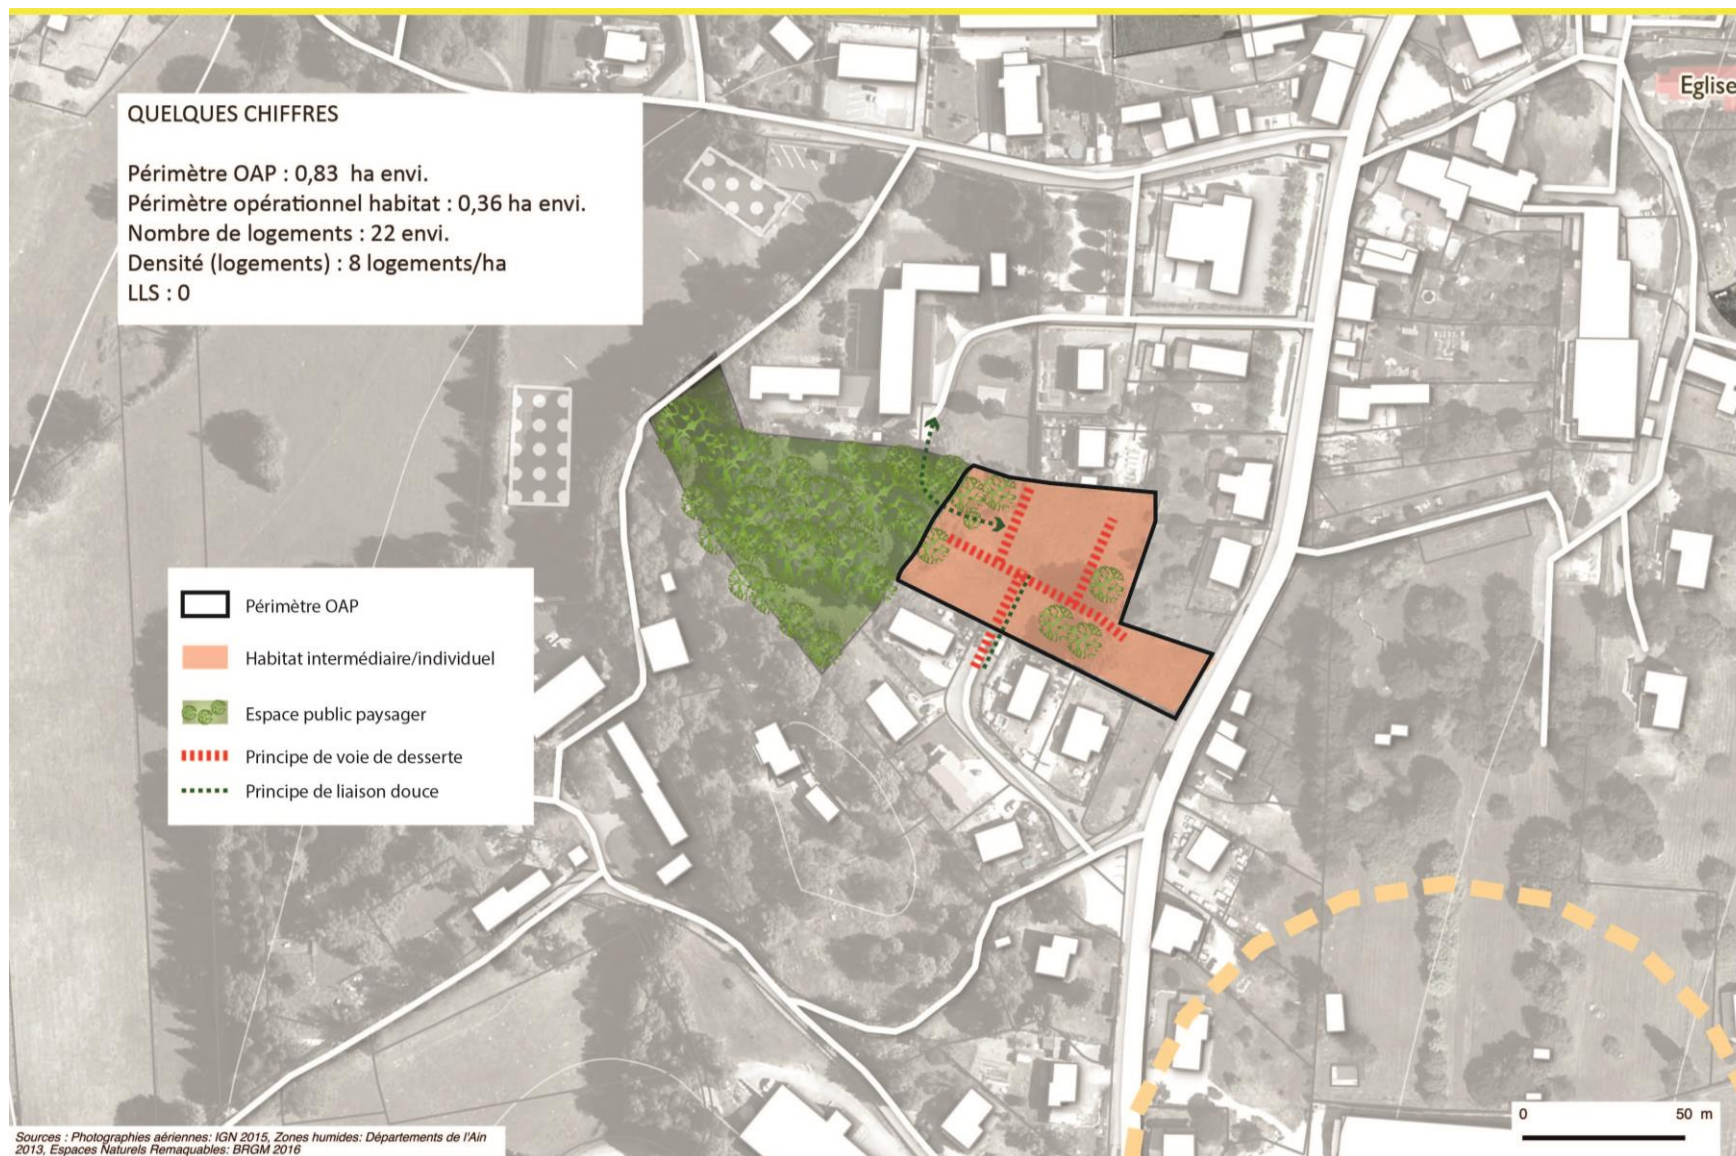 QUELQUES CHIFFRES
Périmètre OAP : 0,83 ha envi.
Périmètre opérationnel habitat : 0,36 ha envi.
Nombre de logements : 22 envi.
Densité (logements) : 8 logements/ha
LLS : 0
Eglise
Périmètre OAP
Habitat intermédiaire/individuel
Espace public paysager
Principe de voie de desserte
Principe de liaison douce
0 50 m
Sources : Photographies aériennes: IGN 2015, Zones humides: Départements de l'Ain
2013, Espaces Naturels Remaquables: BRGM 2016